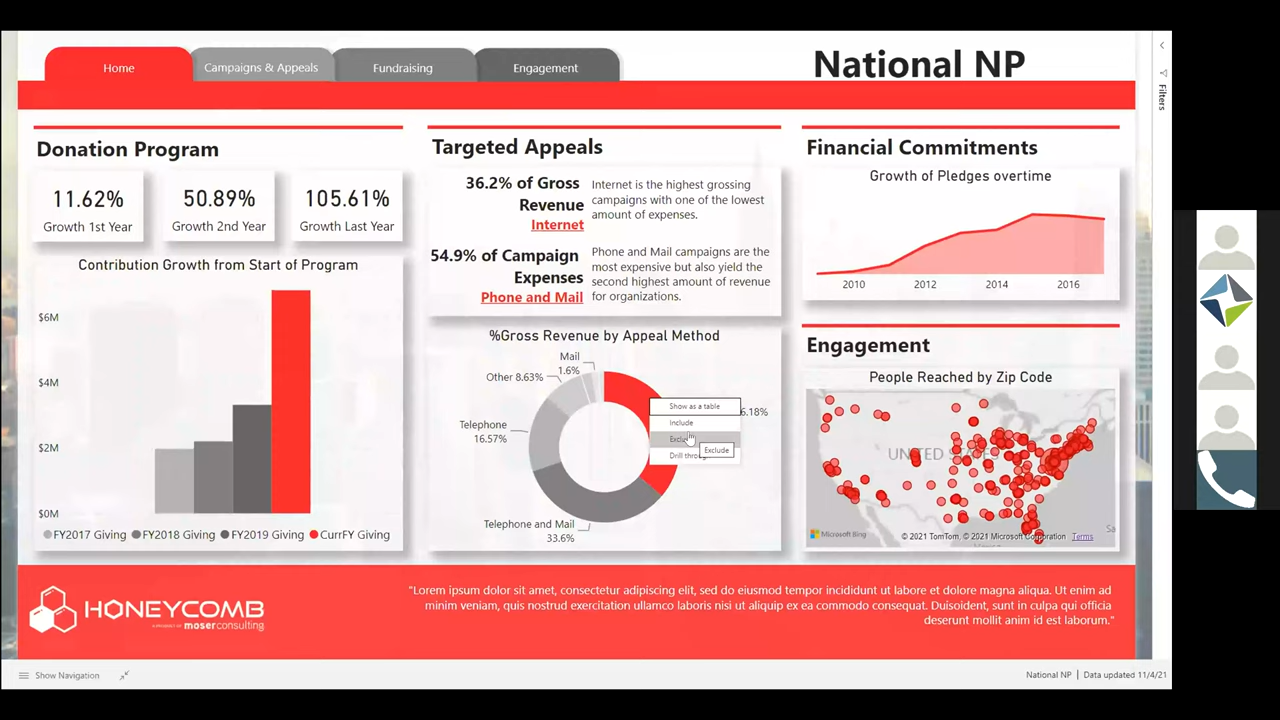 Home
Campaigns & Appeals
Fundraising
Engagement
National NP
Filters
Donation Program
11.62%
Growth 1st Year
50.89%
Growth 2nd Year
105.61%
Growth Last Year
Contribution Growth from Start of Program
$6M
$4M
$2M
$0M
FY2017 Giving
FY2018 Giving
FY2019 Giving
CurrFY Giving
Targeted Appeals
36.2% of Gross
Revenue
Internet
Internet is the highest grossing
campaigns with one of the lowest
amount of expenses.
54.9% of Campaign
Expenses
Phone and Mail
Phone and Mail campaigns are the
most expensive but also yield the
second highest amount of revenue
for organizations.
%Gross Revenue by Appeal Method
Mail
1.6%
Other 8.63%
Telephone
16.57%
Telephone and Mail
33.6%
6.18%
Show as a table
Include
Exclude
Drill
Financial Commitments
Growth of Pledges overtime
2010
2012
2014
2016
Engagement
People Reached by Zip Code
UNITED
Microsoft Bing
© 2021 TomTom, © 2021 Microsoft Corporation
Terms
HONEYCOMB
moserconsulting
"Lorem ipsum dolor sit amet, consectetur adipiscing elit, sed do eiusmod tempor incididunt ut labore et dolore magna aliqua. Ut enim ad
minim veniam, quis nostrud exercitation ullamco laboris nisi ut aliquip ex ea commodo consequat. Duisoident, sunt in culpa qui officia
deserunt mollit anim id est laborum."
Show Navigation
National NP | Data updated 11/4/21